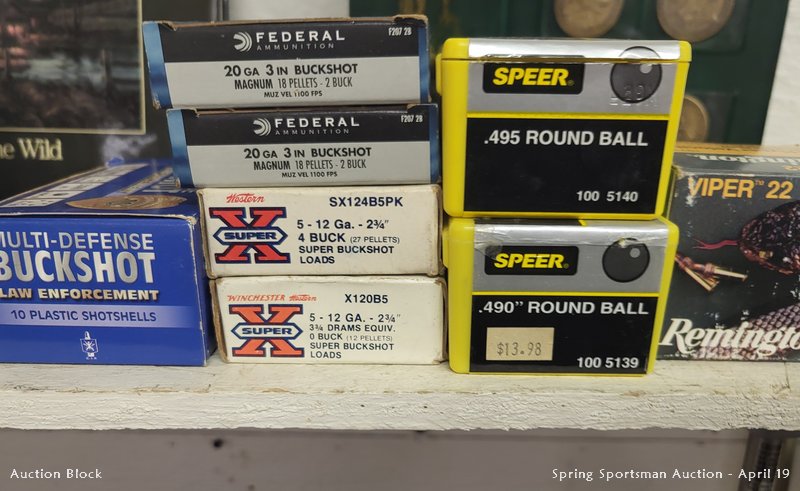 he Wild
FEDERAL
AMMUNITION
F207 2B
20 GA 3 IN BUCKSHOT
MAGNUM 18 PELLETS - 2 BUCK
MUZ VEL 1100 FPS
FEDERAL
AMMUNITION
F207 2B
20 GA 3 IN BUCKSHOT
MAGNUM 18 PELLETS - 2 BUCK
MUZ VEL 1100 FPS
Western
SUPER X
SX124B5PK
5 - 12 Ga. - 2¾"
4 BUCK (27 PELLETS)
SUPER BUCKSHOT
LOADS
WINCHESTER Western
SUPER X
X120B5
5 - 12 GA. - 2¾"
3¾ DRAMS EQUIV.
0 BUCK (12 PELLETS)
SUPER BUCKSHOT
LOADS
MULTI-DEFENSE
BUCKSHOT
LAW ENFORCEMENT
10 PLASTIC SHOTSHELLS
SPEER
.495 ROUND BALL
100 5140
SPEER
.490" ROUND BALL
$13.98
100 5139
VIPER™ 22
Remington
Auction Block
Spring Sportsman Auction - April 19